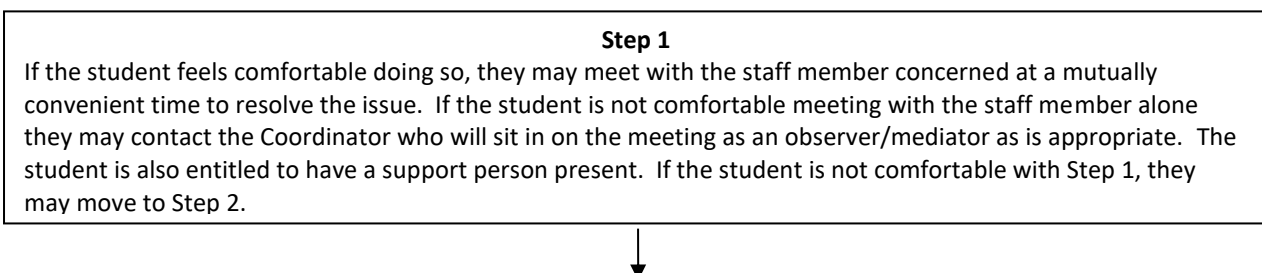 Step 1
If the student feels comfortable doing so, they may meet with the staff member concerned at a mutually
convenient time to resolve the issue.  If the student is not comfortable meeting with the staff member alone
they may contact the Coordinator who will sit in on the meeting as an observer/mediator as is appropriate.  The
student is also entitled to have a support person present.  If the student is not comfortable with Step 1, they
may move to Step 2.